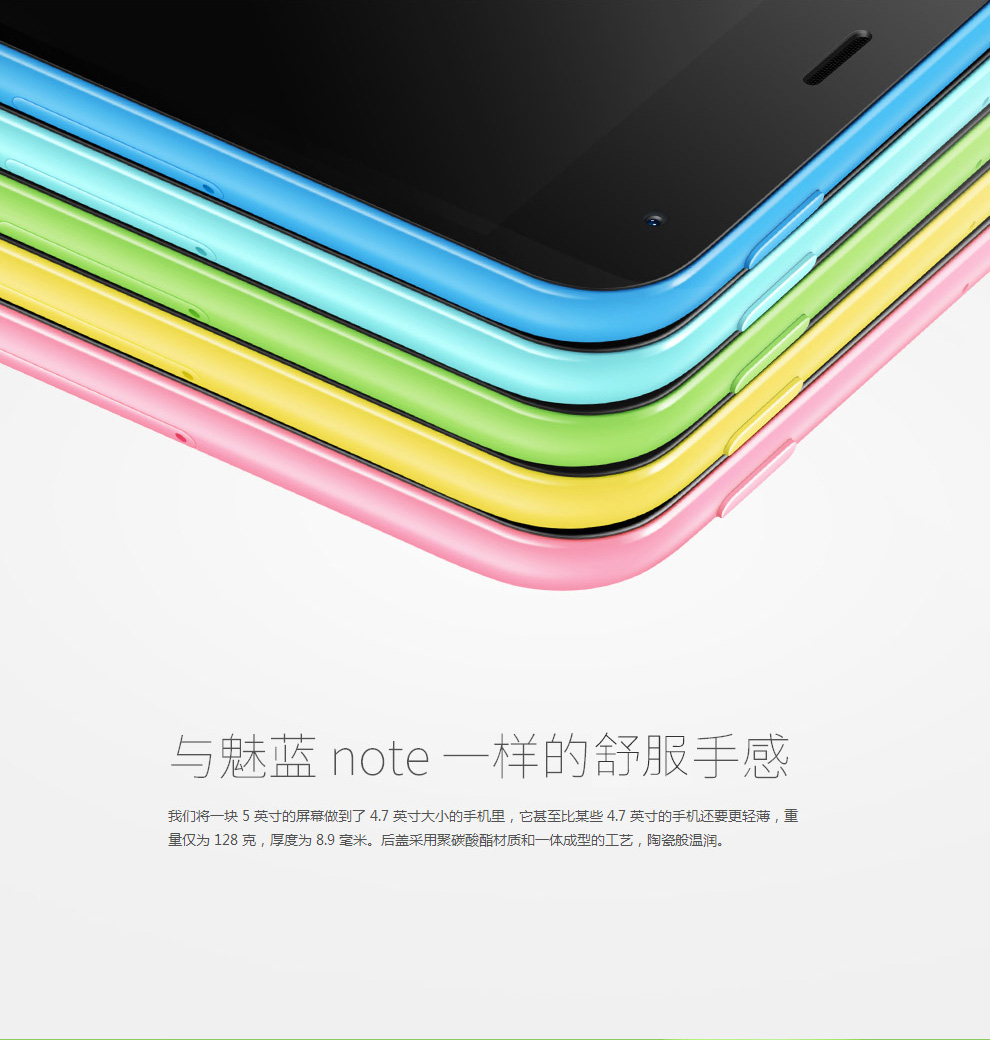 与魅蓝 note 一样的舒服手感
我们将一块 5 英寸的屏幕做到了 4.7 英寸大小的手机里，它甚至比某些 4.7 英寸的手机还要更轻薄，重
量仅为 128 克，厚度为 8.9 毫米。后盖采用聚碳酸酯材质和一体成型的工艺，陶瓷般温润。